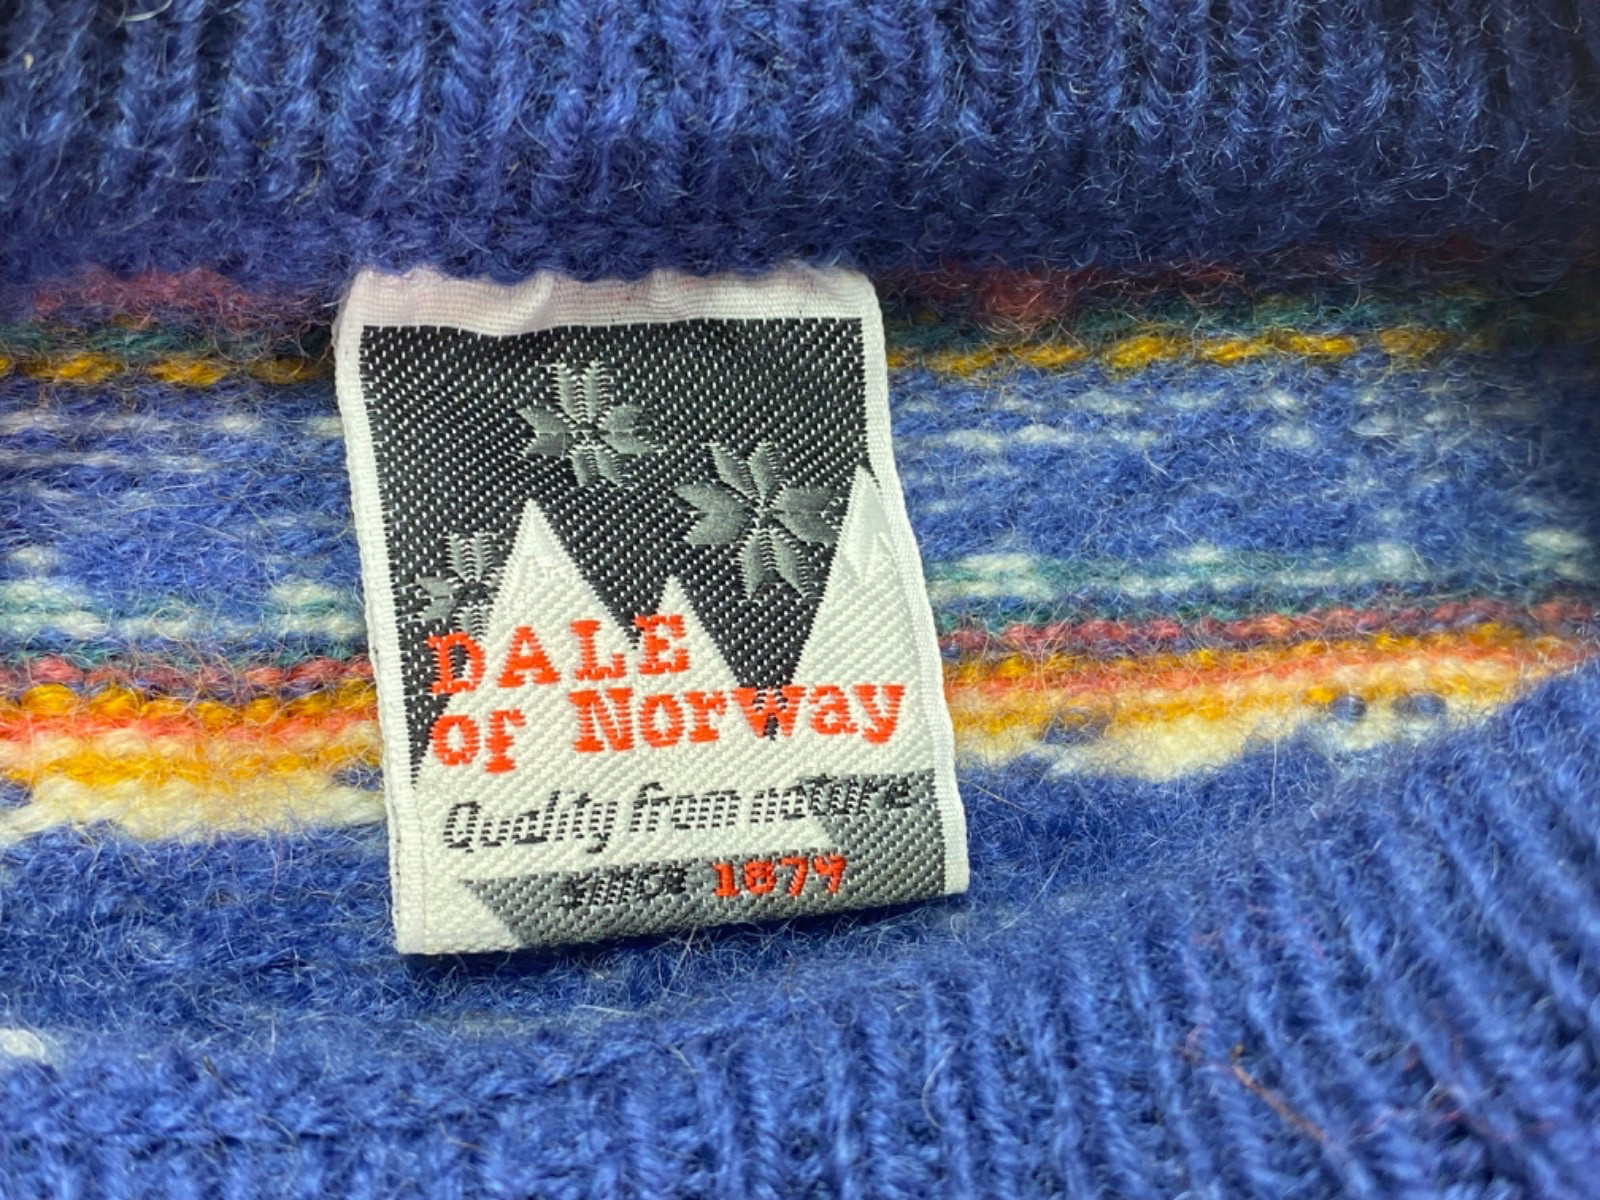 DALE
of Norway
Quality from nature
SINCE 1879